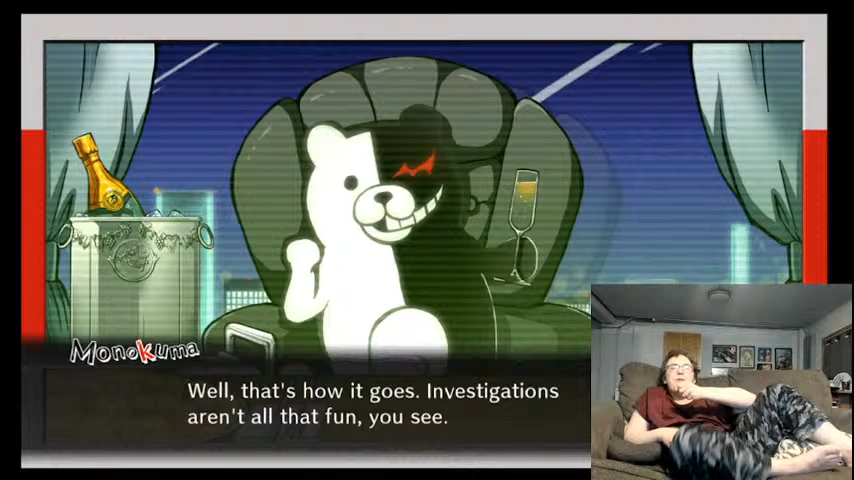 Monokuma
Well, that's how it goes. Investigations
aren't all that fun, you see.